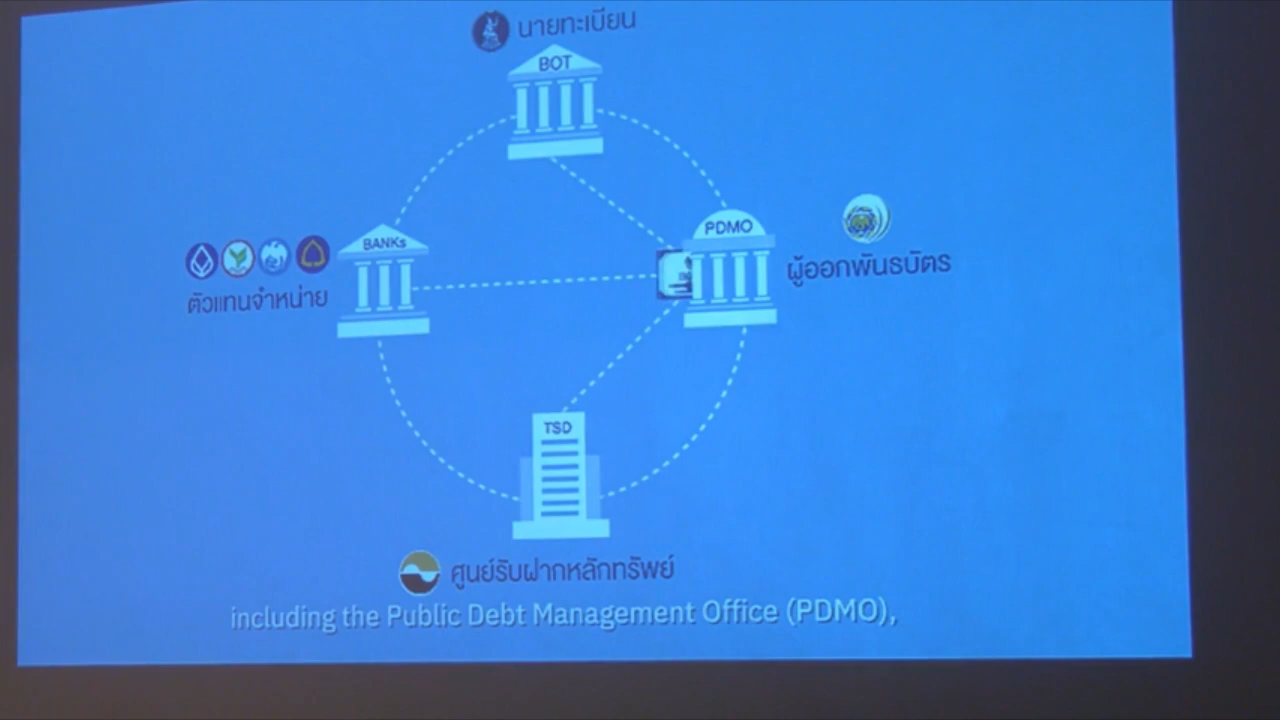 นายทะเบียน
BOT
BANKs
PDMO
ตัวแทนจำหน่าย
ผู้ออกพันธบัตร
TSD
ศูนย์รับฝากหลักทรัพย์
including the Public Debt Management Office (PDMO),